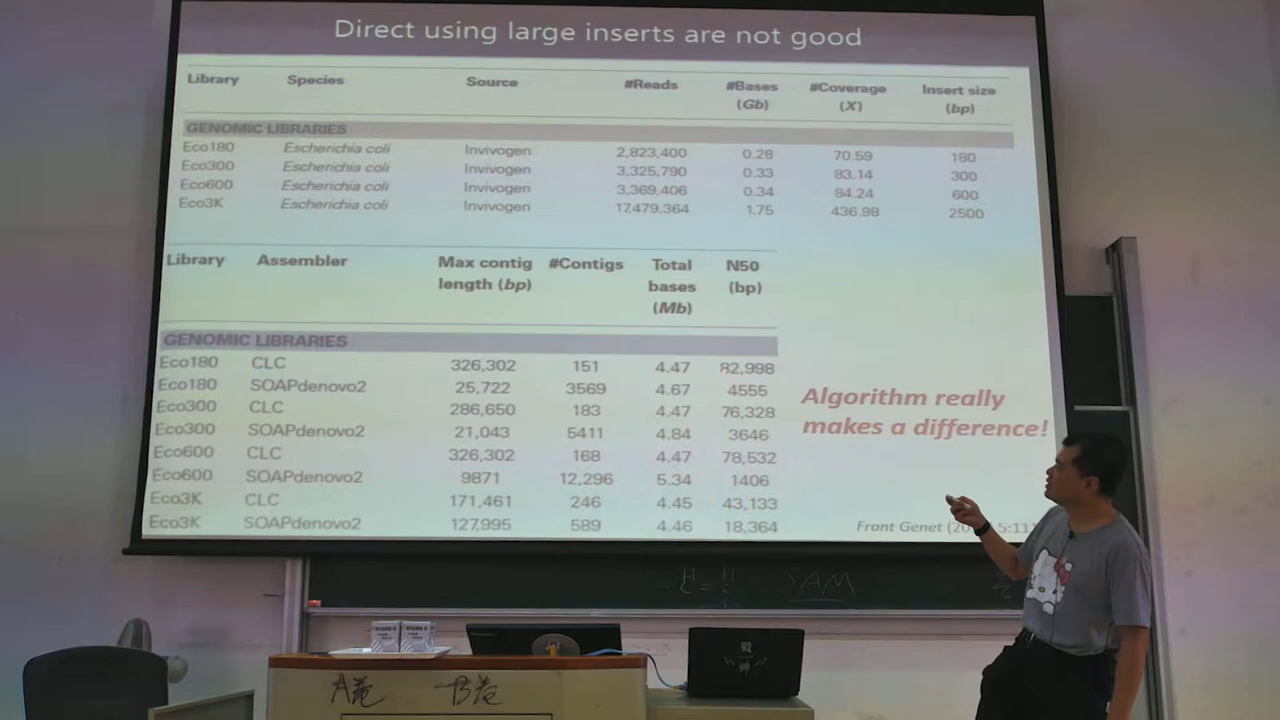 Direct using large inserts are not good
Library Species Source #Reads #Bases (Gb) #Coverage (X) Insert size (bp)
GENOMIC LIBRARIES
Eco180 Escherichia coli Invivogen 2,823,400 0.28 70.59 180
Eco300 Escherichia coli Invivogen 3,325,790 0.33 83.14 300
Eco600 Escherichia coli Invivogen 3,369,406 0.34 84.24 600
Eco3K Escherichia coli Invivogen 17,479,364 1.75 436.98 2500
Library Assembler Max contig length (bp) #Contigs Total bases (Mb) N50 (bp)
GENOMIC LIBRARIES
Eco180 CLC 326,302 151 4.47 82,998
Eco180 SOAPdenovo2 25,722 3569 4.67 4555
Eco300 CLC 286,650 183 4.47 76,328
Eco300 SOAPdenovo2 21,043 5411 4.84 3646
Eco600 CLC 326,302 168 4.47 78,532
Eco600 SOAPdenovo2 9871 12,296 5.34 1406
Eco3K CLC 171,461 246 4.45 43,133
Eco3K SOAPdenovo2 127,995 589 4.46 18,364
Algorithm really
makes a difference!
Front Genet
SAM
戰
神
A卷 B卷